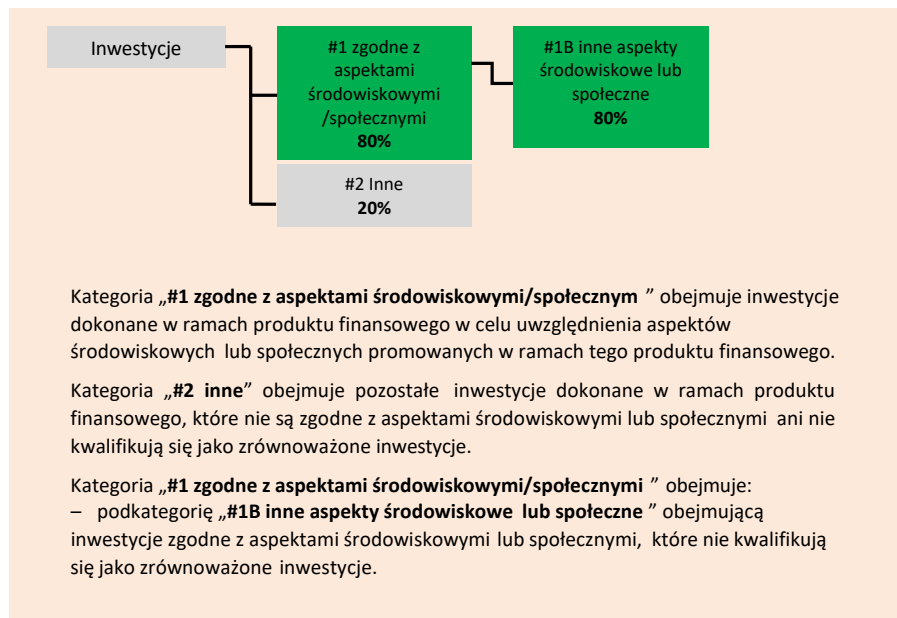 Inwestycje
#1 zgodne z
aspektami
środowiskowymi
/społecznymi
80%
#1B inne aspekty
środowiskowe lub
społeczne
80%
#2 Inne
20%
Kategoria „#1 zgodne z aspektami środowiskowymi/społecznym ” obejmuje inwestycje
dokonane w ramach produktu finansowego w celu uwzględnienia aspektów
środowiskowych lub społecznych promowanych w ramach tego produktu finansowego.
Kategoria „#2 inne” obejmuje pozostałe inwestycje dokonane w ramach produktu
finansowego, które nie są zgodne z aspektami środowiskowymi lub społecznymi ani nie
kwalifikują się jako zrównoważone inwestycje.
Kategoria „#1 zgodne z aspektami środowiskowymi/społecznymi ” obejmuje:
– podkategorię „#1B inne aspekty środowiskowe lub społeczne ” obejmującą
inwestycje zgodne z aspektami środowiskowymi lub społecznymi, które nie kwalifikują
się jako zrównoważone inwestycje.